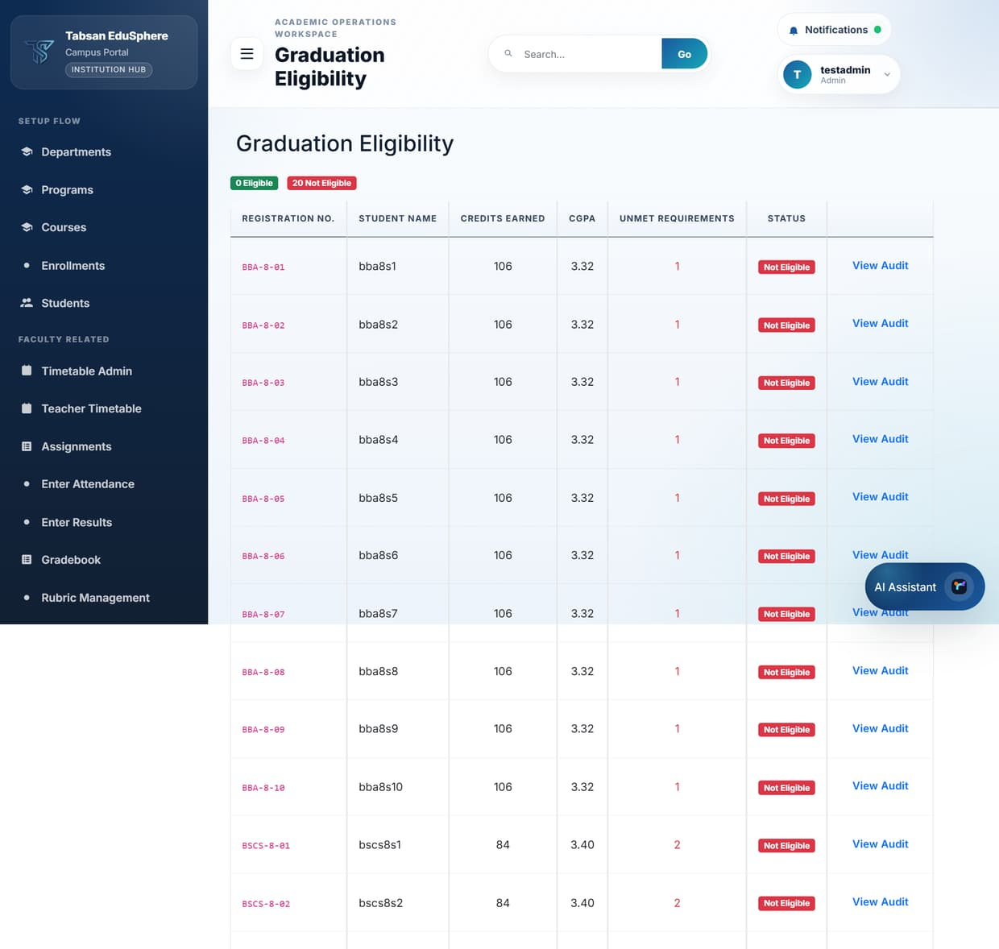 Tabsan EduSphere
Campus Portal
INSTITUTION HUB
SETUP FLOW
Departments
Programs
Courses
Enrollments
Students
FACULTY RELATED
Timetable Admin
Teacher Timetable
Assignments
Enter Attendance
Enter Results
Gradebook
Rubric Management
ACADEMIC OPERATIONS
WORKSPACE
Graduation
Eligibility
Search...
Go
Notifications
T
testadmin
Admin
Graduation Eligibility
0 Eligible 20 Not Eligible
REGISTRATION NO. STUDENT NAME CREDITS EARNED CGPA UNMET REQUIREMENTS STATUS
BBA-8-01 bba8s1 106 3.32 1 Not Eligible View Audit
BBA-8-02 bba8s2 106 3.32 1 Not Eligible View Audit
BBA-8-03 bba8s3 106 3.32 1 Not Eligible View Audit
BBA-8-04 bba8s4 106 3.32 1 Not Eligible View Audit
BBA-8-05 bba8s5 106 3.32 1 Not Eligible View Audit
BBA-8-06 bba8s6 106 3.32 1 Not Eligible View Audit
AI Assistant
BBA-8-07 bba8s7 106 3.32 1 Not Eligible View Audit
BBA-8-08 bba8s8 106 3.32 1 Not Eligible View Audit
BBA-8-09 bba8s9 106 3.32 1 Not Eligible View Audit
BBA-8-10 bba8s10 106 3.32 1 Not Eligible View Audit
BSCS-8-01 bscs8s1 84 3.40 2 Not Eligible View Audit
BSCS-8-02 bscs8s2 84 3.40 2 Not Eligible View Audit